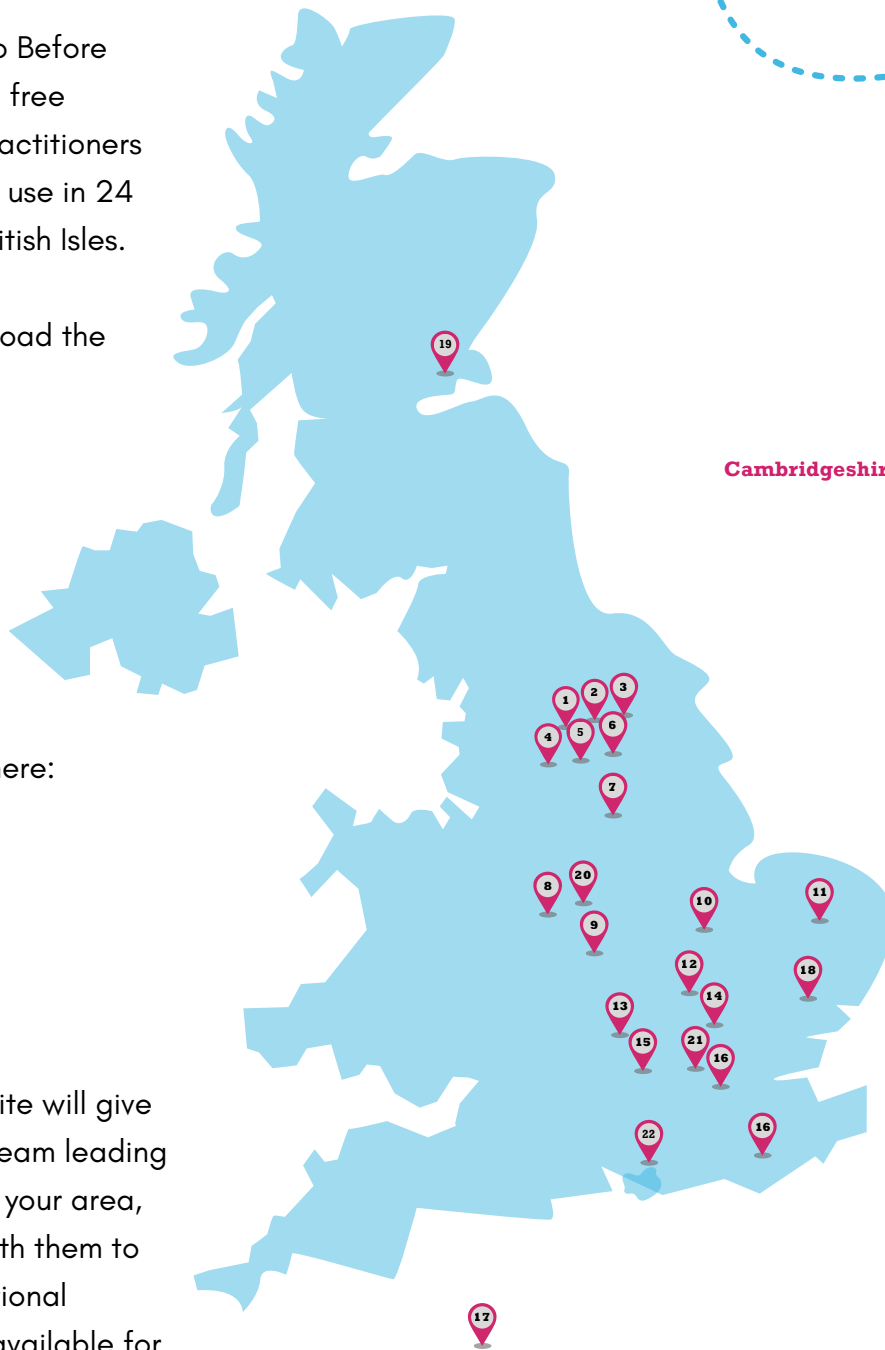 o Before
free
actitioners
use in 24
itish Isles.
oad the
19
Cambridgeshir
3
2
1
6
5
4
here:
7
20
8
11
10
9
12
18
14
13
21
15
16
ite will give
16
22
eam leading
your area,
th them to
ional
17
available for